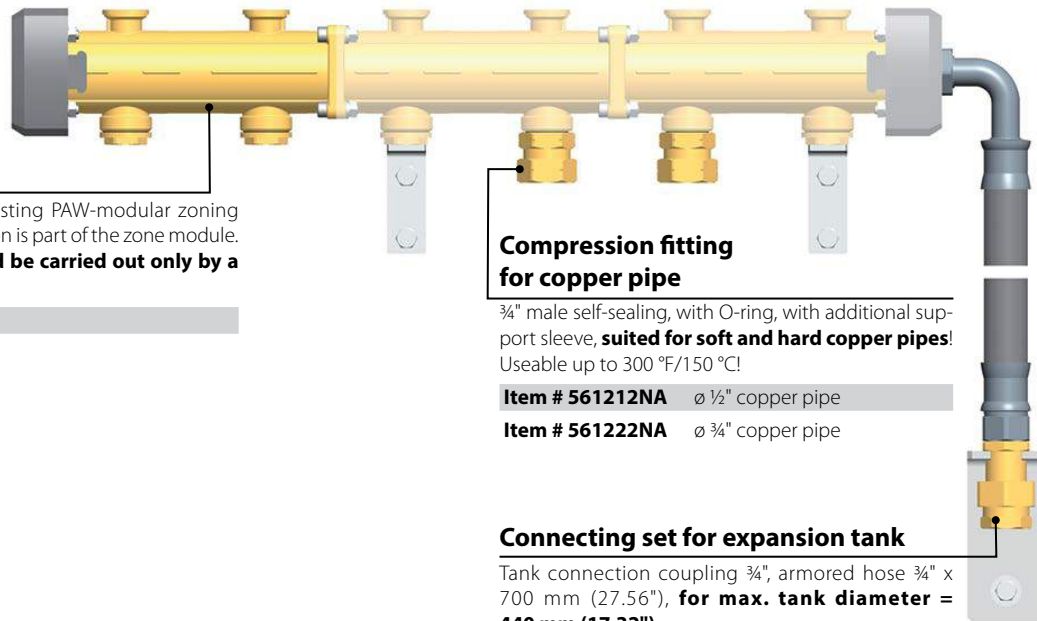 sting PAW-modular zoning
n is part of the zone module.
be carried out only by a
Compression fitting
for copper pipe
¾" male self-sealing, with O-ring, with additional sup-
port sleeve, suited for soft and hard copper pipes!
Useable up to 300 °F/150 °C!
Item # 561212NA ø ½" copper pipe
Item # 561222NA ø ¾" copper pipe
Connecting set for expansion tank
Tank connection coupling ¾", armored hose ¾" x
700 mm (27.56"), for max. tank diameter =
440 mm (17.32")